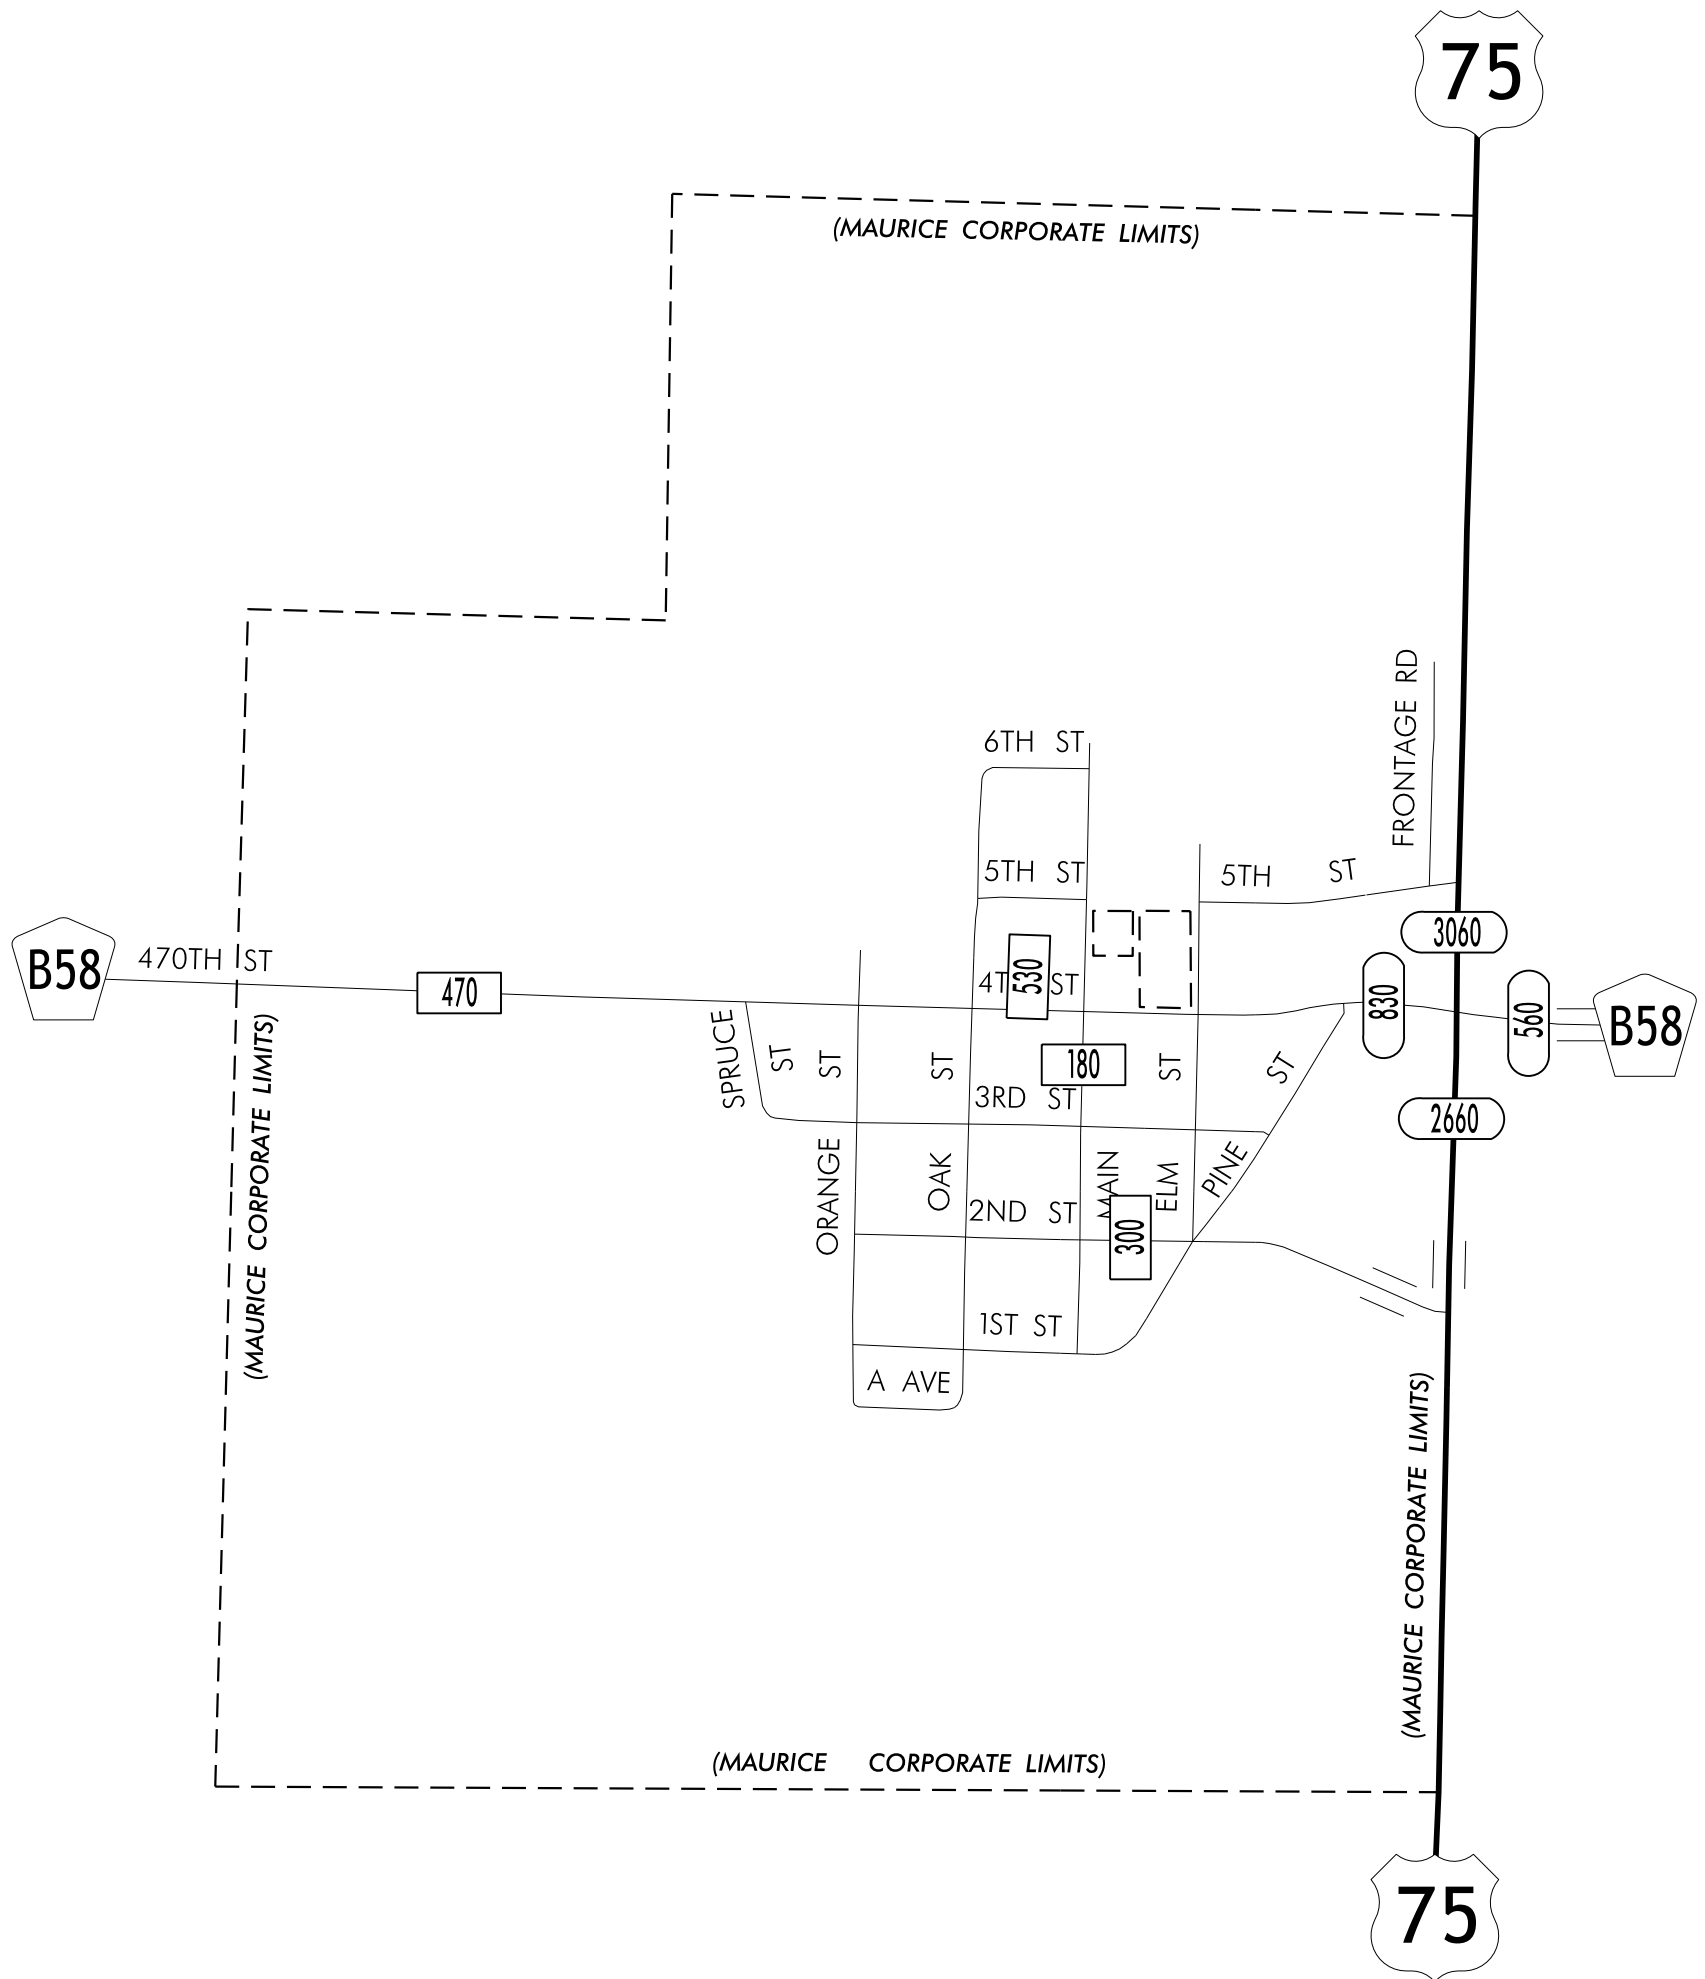 75
(MAURICE CORPORATE LIMITS)
FRONTAGE RD
6TH ST
5TH ST
5TH ST
3060
B58
470TH ST
470
530
ST
830
560
B58
SPRUCE ST
ORANGE ST
OAK ST
180
ELM ST
PINE ST
3RD ST
2660
(MAURICE CORPORATE LIMITS)
MAIN
2ND ST
300
1ST ST
A AVE
(MAURICE CORPORATE LIMITS)
(MAURICE CORPORATE LIMITS)
75